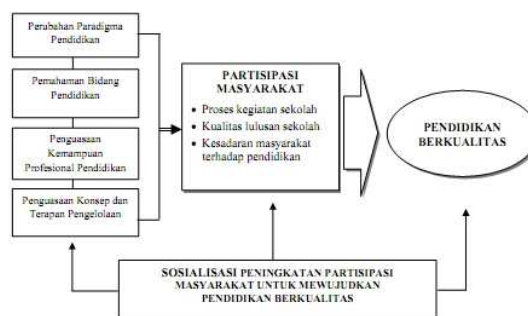 Perubahan Paradigma
Pendidikan
Pemahaman Bidang
Pendidikan
Penguasaan
Kemampuan
Profesional Pendidikan
Penguasaan Konsep dan
Terapan Pengelolaan
PARTISIPASI
MASYARAKAT
• Proses kegiatan sekolah
• Kualitas lulusan sekolah
• Kesadaran masyarakat
terhadap pendidikan
PENDIDIKAN
BERKUALITAS
SOSIALISASI PENINGKATAN PARTISIPASI
MASYARAKAT UNTUK MEWUJUDKAN
PENDIDIKAN BERKUALITAS